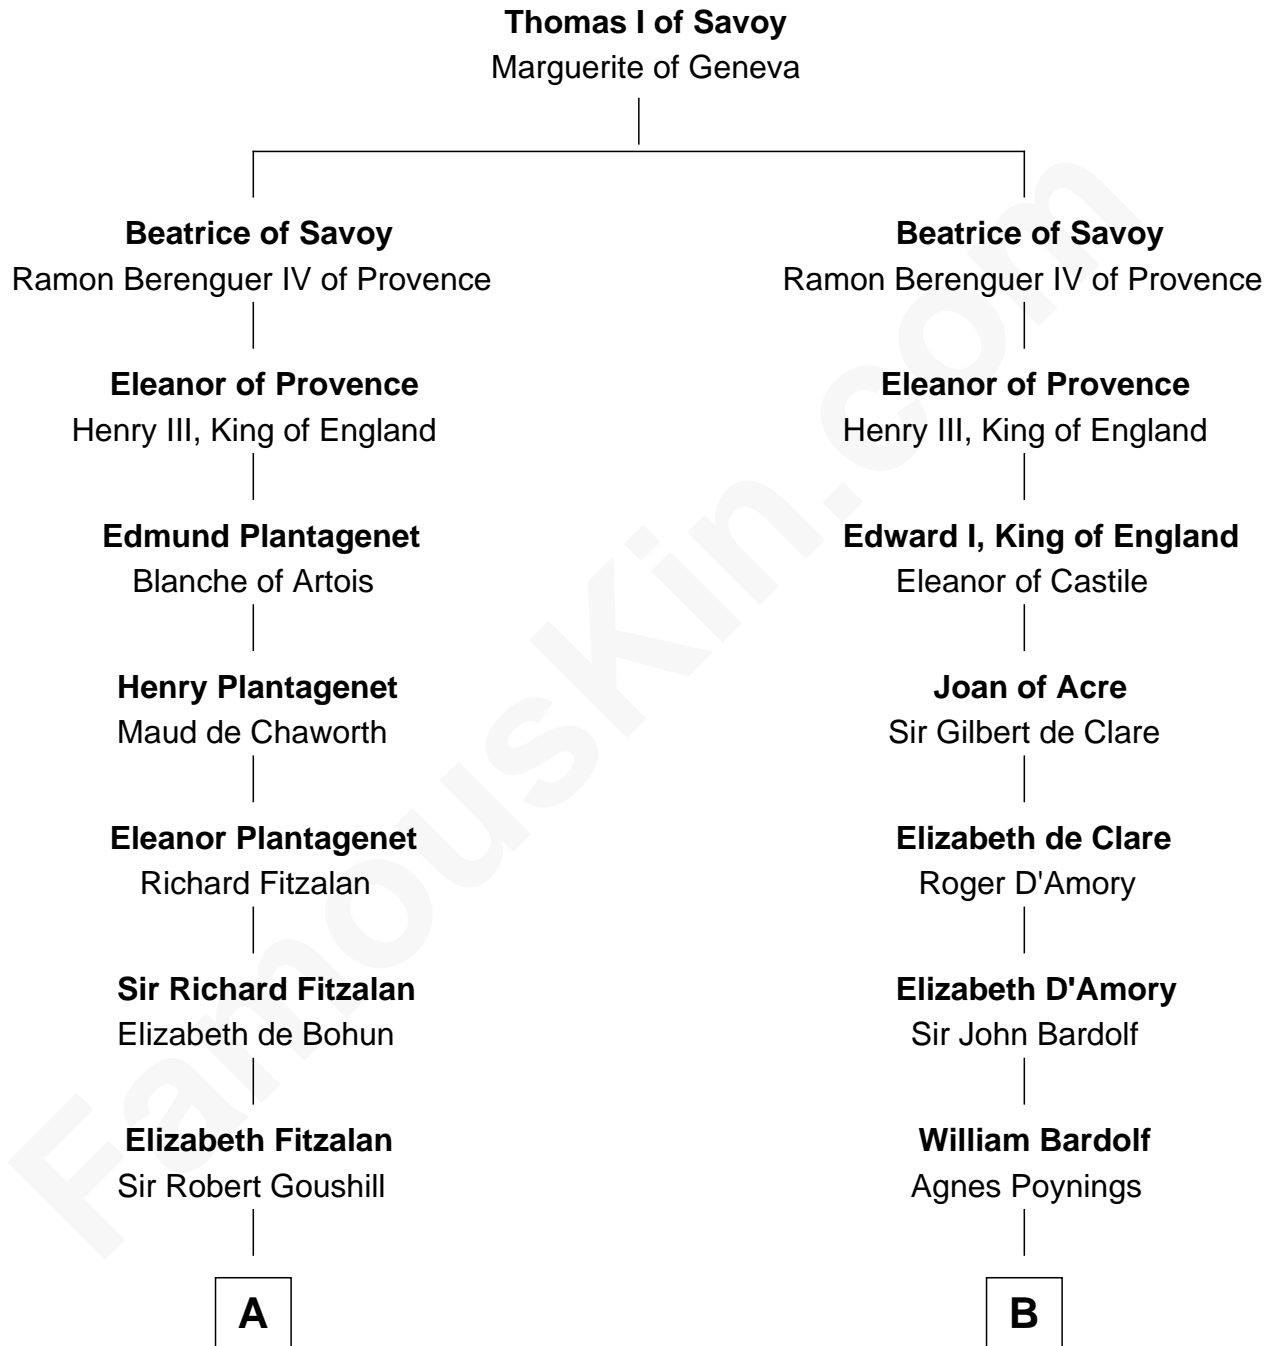 Thomas I of Savoy
Marguerite of Geneva
Beatrice of Savoy
Ramon Berenguer IV of Provence
Eleanor of Provence
Henry III, King of England
Edmund Plantagenet
Blanche of Artois
Henry Plantagenet
Maud de Chaworth
Eleanor Plantagenet
Richard Fitzalan
Sir Richard Fitzalan
Elizabeth de Bohun
Elizabeth Fitzalan
Sir Robert Goushill
A
Beatrice of Savoy
Ramon Berenguer IV of Provence
Eleanor of Provence
Henry III, King of England
Edward I, King of England
Eleanor of Castile
Joan of Acre
Sir Gilbert de Clare
Elizabeth de Clare
Roger D'Amory
Elizabeth D'Amory
Sir John Bardolf
William Bardolf
Agnes Poynings
B
FamousKin.com